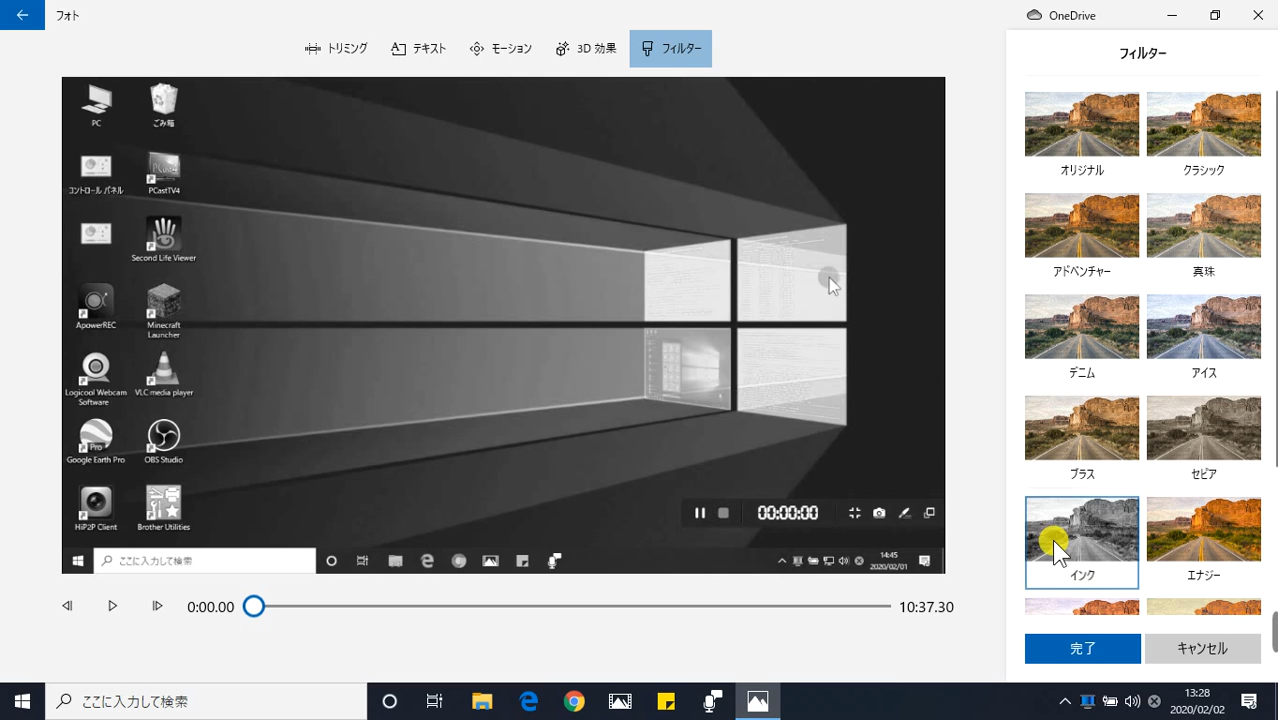 フォト
OneDrive
トリミング
テキスト
モーション
3D 効果
フィルター
フィルター
オリジナル
クラシック
アドベンチャー
真珠
デニム
アイス
ブラス
セピア
インク
エナジー
完了
キャンセル
PC
ごみ箱
コントロール パネル
PCastTV4
Second Life Viewer
ApowerREC
Minecraft
Launcher
Logicool Webcam
Software
VLC media player
Pro
Google Earth Pro
OBS Studio
HiP2P Client
Brother Utilities
00:00:00
ここに入力して検索
14:45
2020/02/01
0:00.00
10:37.30
ここに入力して検索
13:28
2020/02/02